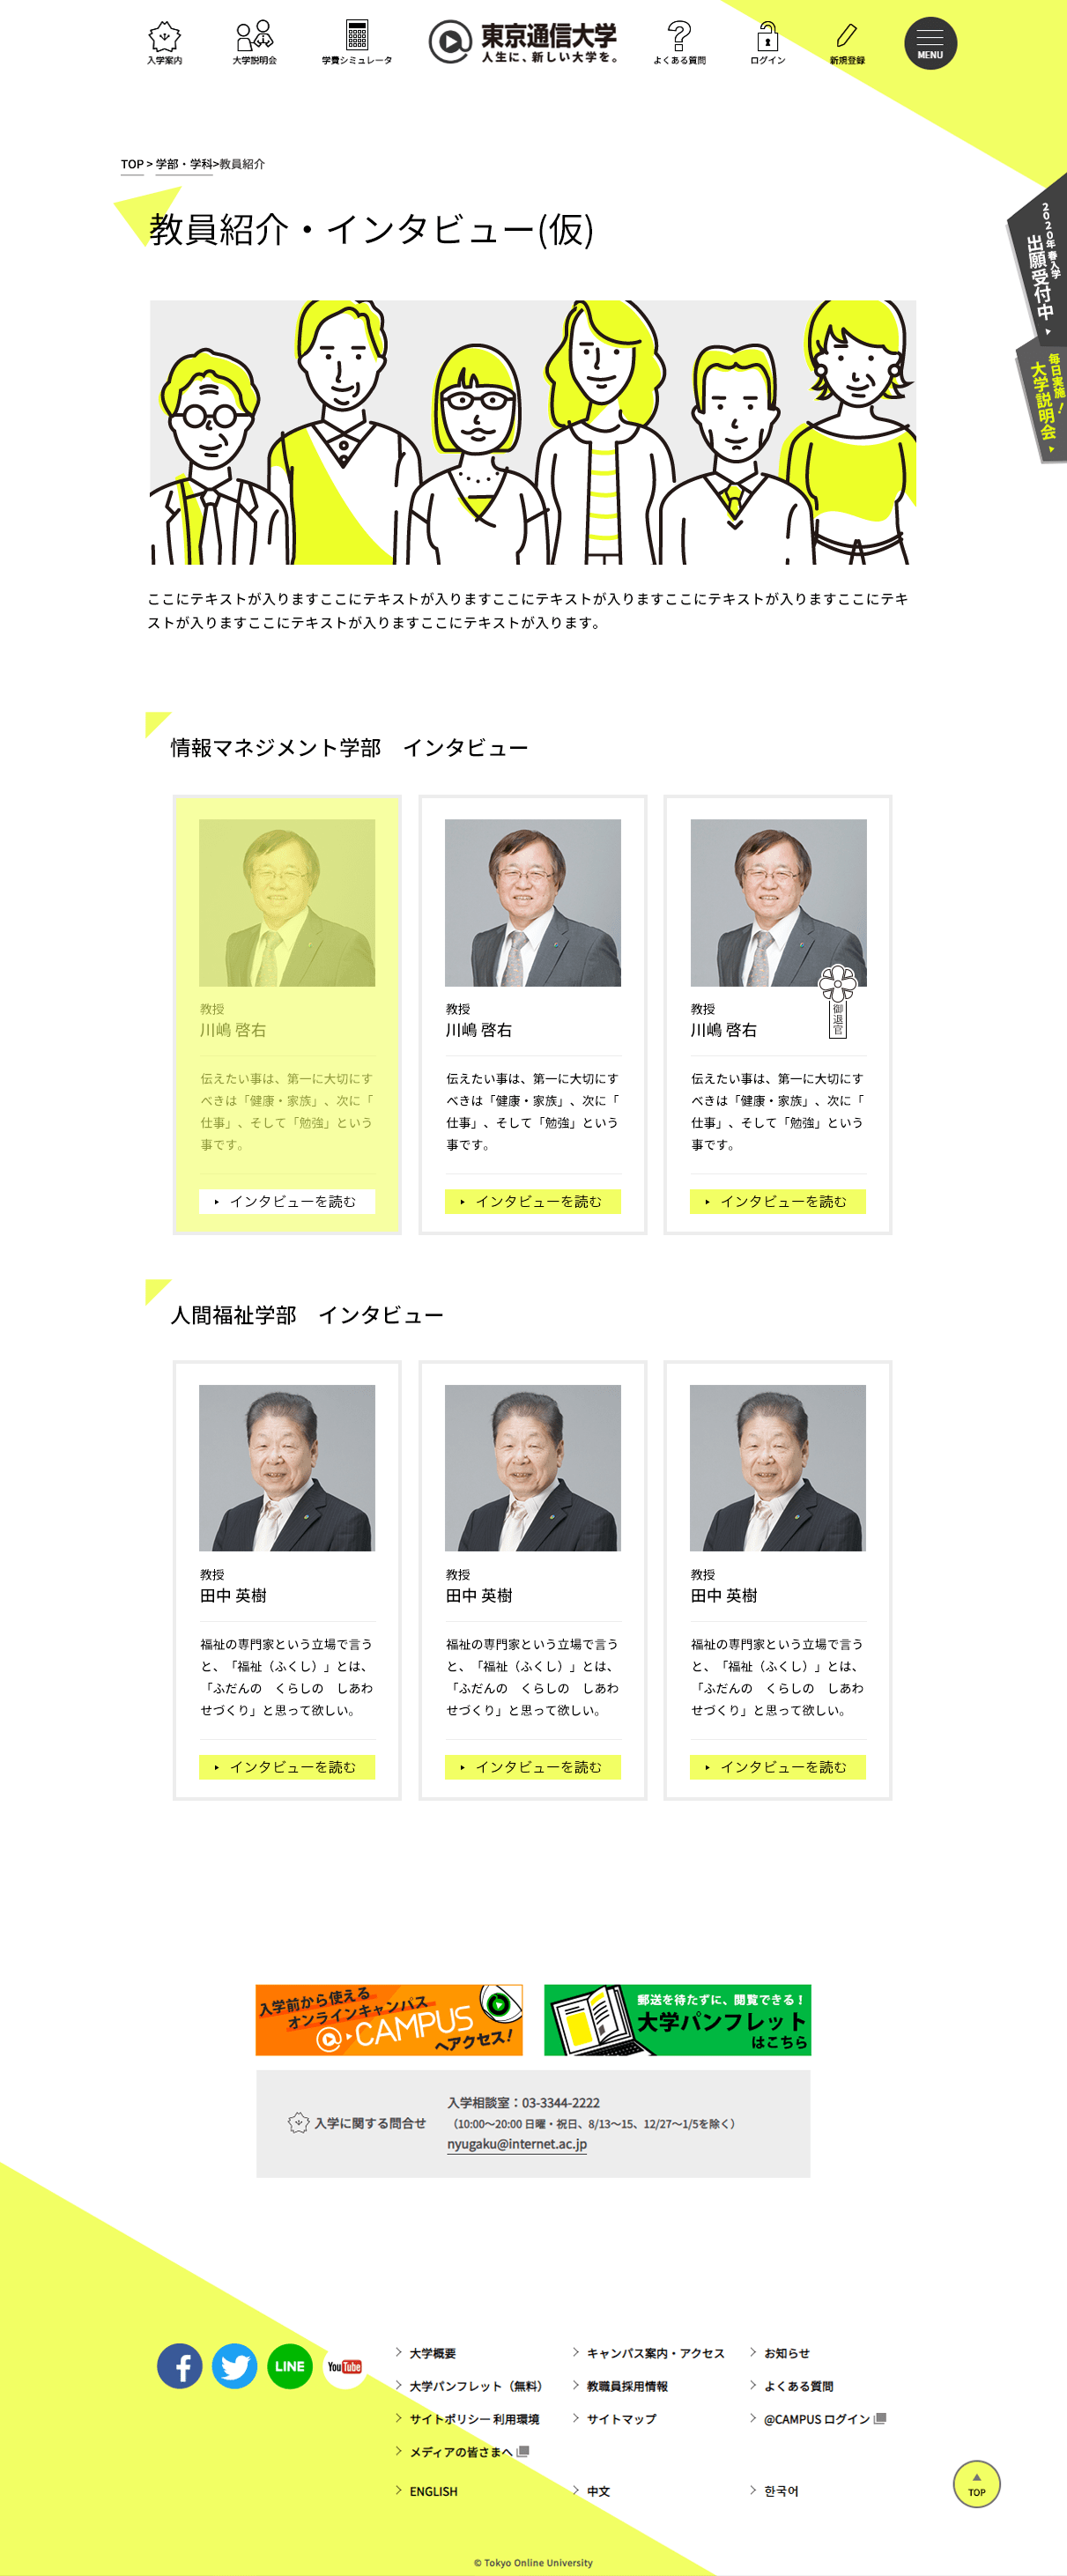 入学案内
大学説明会
学費シミュレータ
東京通信大学
人生に、新しい大学を。
よくある質問
ログイン
新規登録
MENU
TOP > 学部・学科>教員紹介
教員紹介・インタビュー(仮)
2020年 春入学
出願受付中
毎日実施！
大学説明会
ここにテキストが入りますここにテキストが入りますここにテキストが入りますここにテキストが入りますここにテキ
ストが入りますここにテキストが入りますここにテキストが入ります。
情報マネジメント学部　インタビュー
教授
川嶋 啓右
伝えたい事は、第一に大切にす
べきは「健康・家族」、次に「
仕事」、そして「勉強」という
事です。
インタビューを読む
教授
川嶋 啓右
伝えたい事は、第一に大切にす
べきは「健康・家族」、次に「
仕事」、そして「勉強」という
事です。
インタビューを読む
御退官
教授
川嶋 啓右
伝えたい事は、第一に大切にす
べきは「健康・家族」、次に「
仕事」、そして「勉強」という
事です。
インタビューを読む
人間福祉学部　インタビュー
教授
田中 英樹
福祉の専門家という立場で言う
と、「福祉（ふくし）」とは、
「ふだんの　くらしの　しあわ
せづくり」と思って欲しい。
インタビューを読む
教授
田中 英樹
福祉の専門家という立場で言う
と、「福祉（ふくし）」とは、
「ふだんの　くらしの　しあわ
せづくり」と思って欲しい。
インタビューを読む
教授
田中 英樹
福祉の専門家という立場で言う
と、「福祉（ふくし）」とは、
「ふだんの　くらしの　しあわ
せづくり」と思って欲しい。
インタビューを読む
入学前から使える
オンラインキャンパス
CAMPUS
へアクセス！
郵送を待たずに、閲覧できる！
大学パンフレット
はこちら
入学に関する問合せ
入学相談室：03-3344-2222
（10:00～20:00 日曜・祝日、8/13～15、12/27～1/5を除く）
nyugaku@internet.ac.jp
LINE
YouTube
大学概要
キャンパス案内・アクセス
お知らせ
大学パンフレット（無料）
教職員採用情報
よくある質問
サイトポリシー 利用環境
サイトマップ
@CAMPUS ログイン
メディアの皆さまへ
ENGLISH
中文
한국어
TOP
© Tokyo Online University